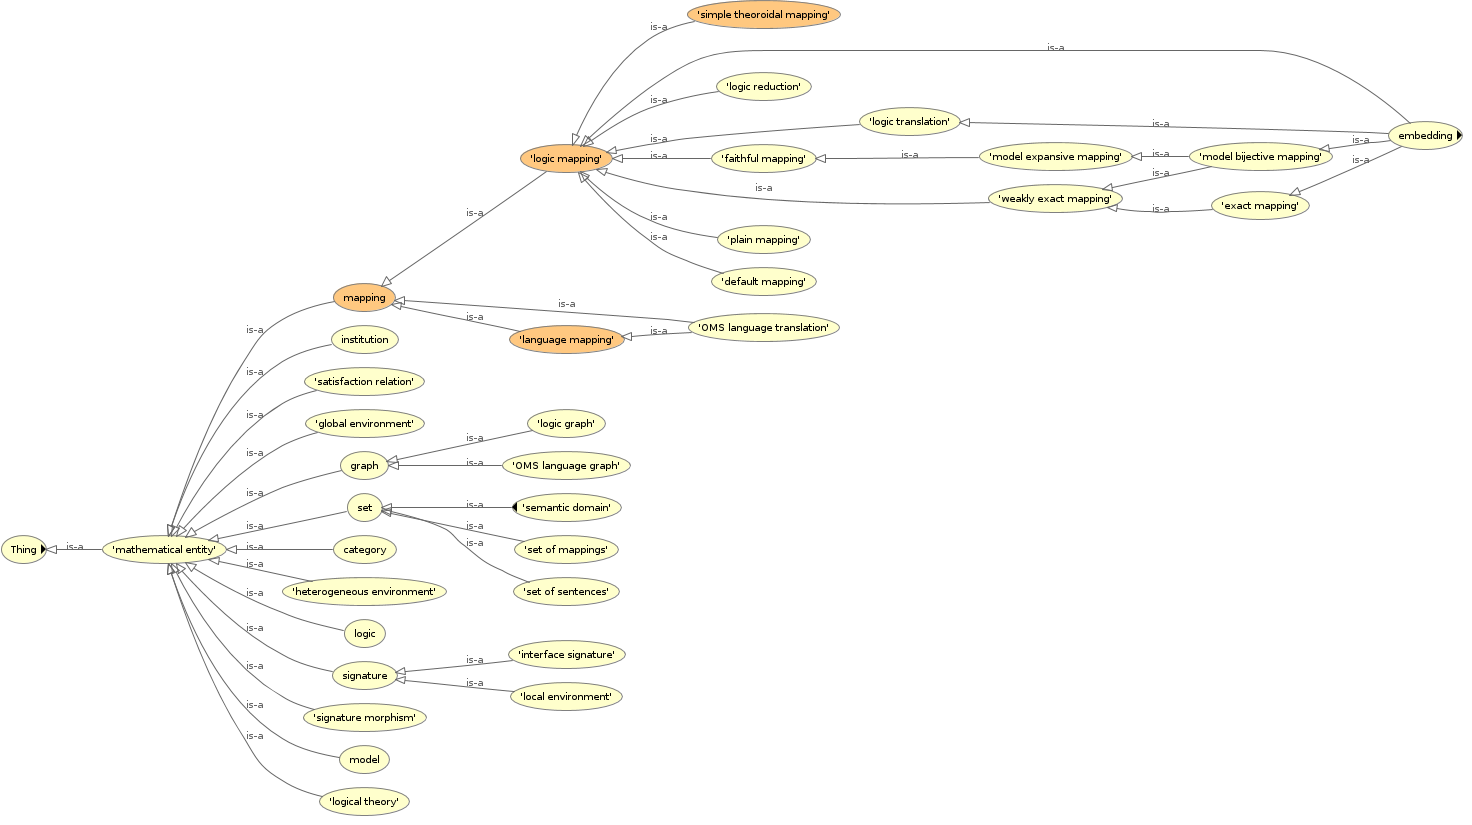 'simple theoroidal mapping'
is-a
is-a
'logic reduction'
is-a
'logic translation'
is-a
embedding
is-a
is-a
'logic mapping'
is-a
'faithful mapping'
is-a
'model expansive mapping'
is-a
'model bijective mapping'
is-a
is-a
is-a
'weakly exact mapping'
is-a
'exact mapping'
is-a
is-a
'plain mapping'
is-a
'default mapping'
mapping
is-a
is-a
is-a
'language mapping'
is-a
'OMS language translation'
is-a
institution
is-a
'satisfaction relation'
is-a
'global environment'
is-a
'logic graph'
is-a
graph
is-a
'OMS language graph'
is-a
set
is-a
'semantic domain'
is-a
is-a
is-a
Thing
is-a
'mathematical entity'
is-a
category
'set of mappings'
is-a
'heterogeneous environment'
'set of sentences'
is-a
logic
is-a
signature
is-a
'interface signature'
is-a
'local environment'
is-a
'signature morphism'
is-a
model
is-a
'logical theory'